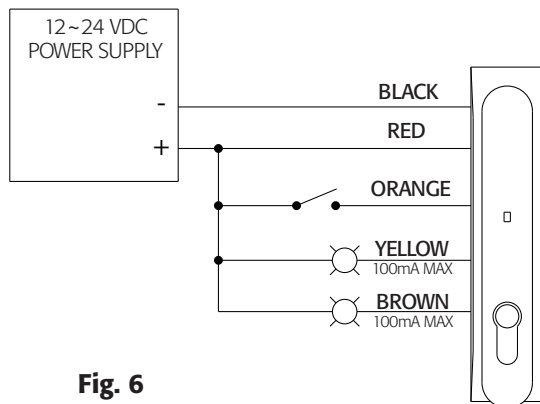 12~24 VDC
POWER SUPPLY
-
+
BLACK
RED
ORANGE
YELLOW
100mA MAX
BROWN
100mA MAX
Fig. 6